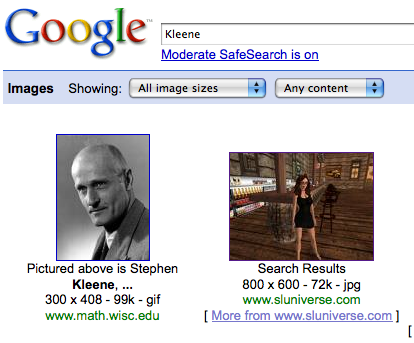 Google™
Kleene
Moderate SafeSearch is on
Images Showing: All image sizes Any content
Pictured above is Stephen
Kleene, ...
300 x 408 - 99k - gif
www.math.wisc.edu
Search Results
800 x 600 - 72k - jpg
www.sluniverse.com
[ More from www.sluniverse.com ]
[